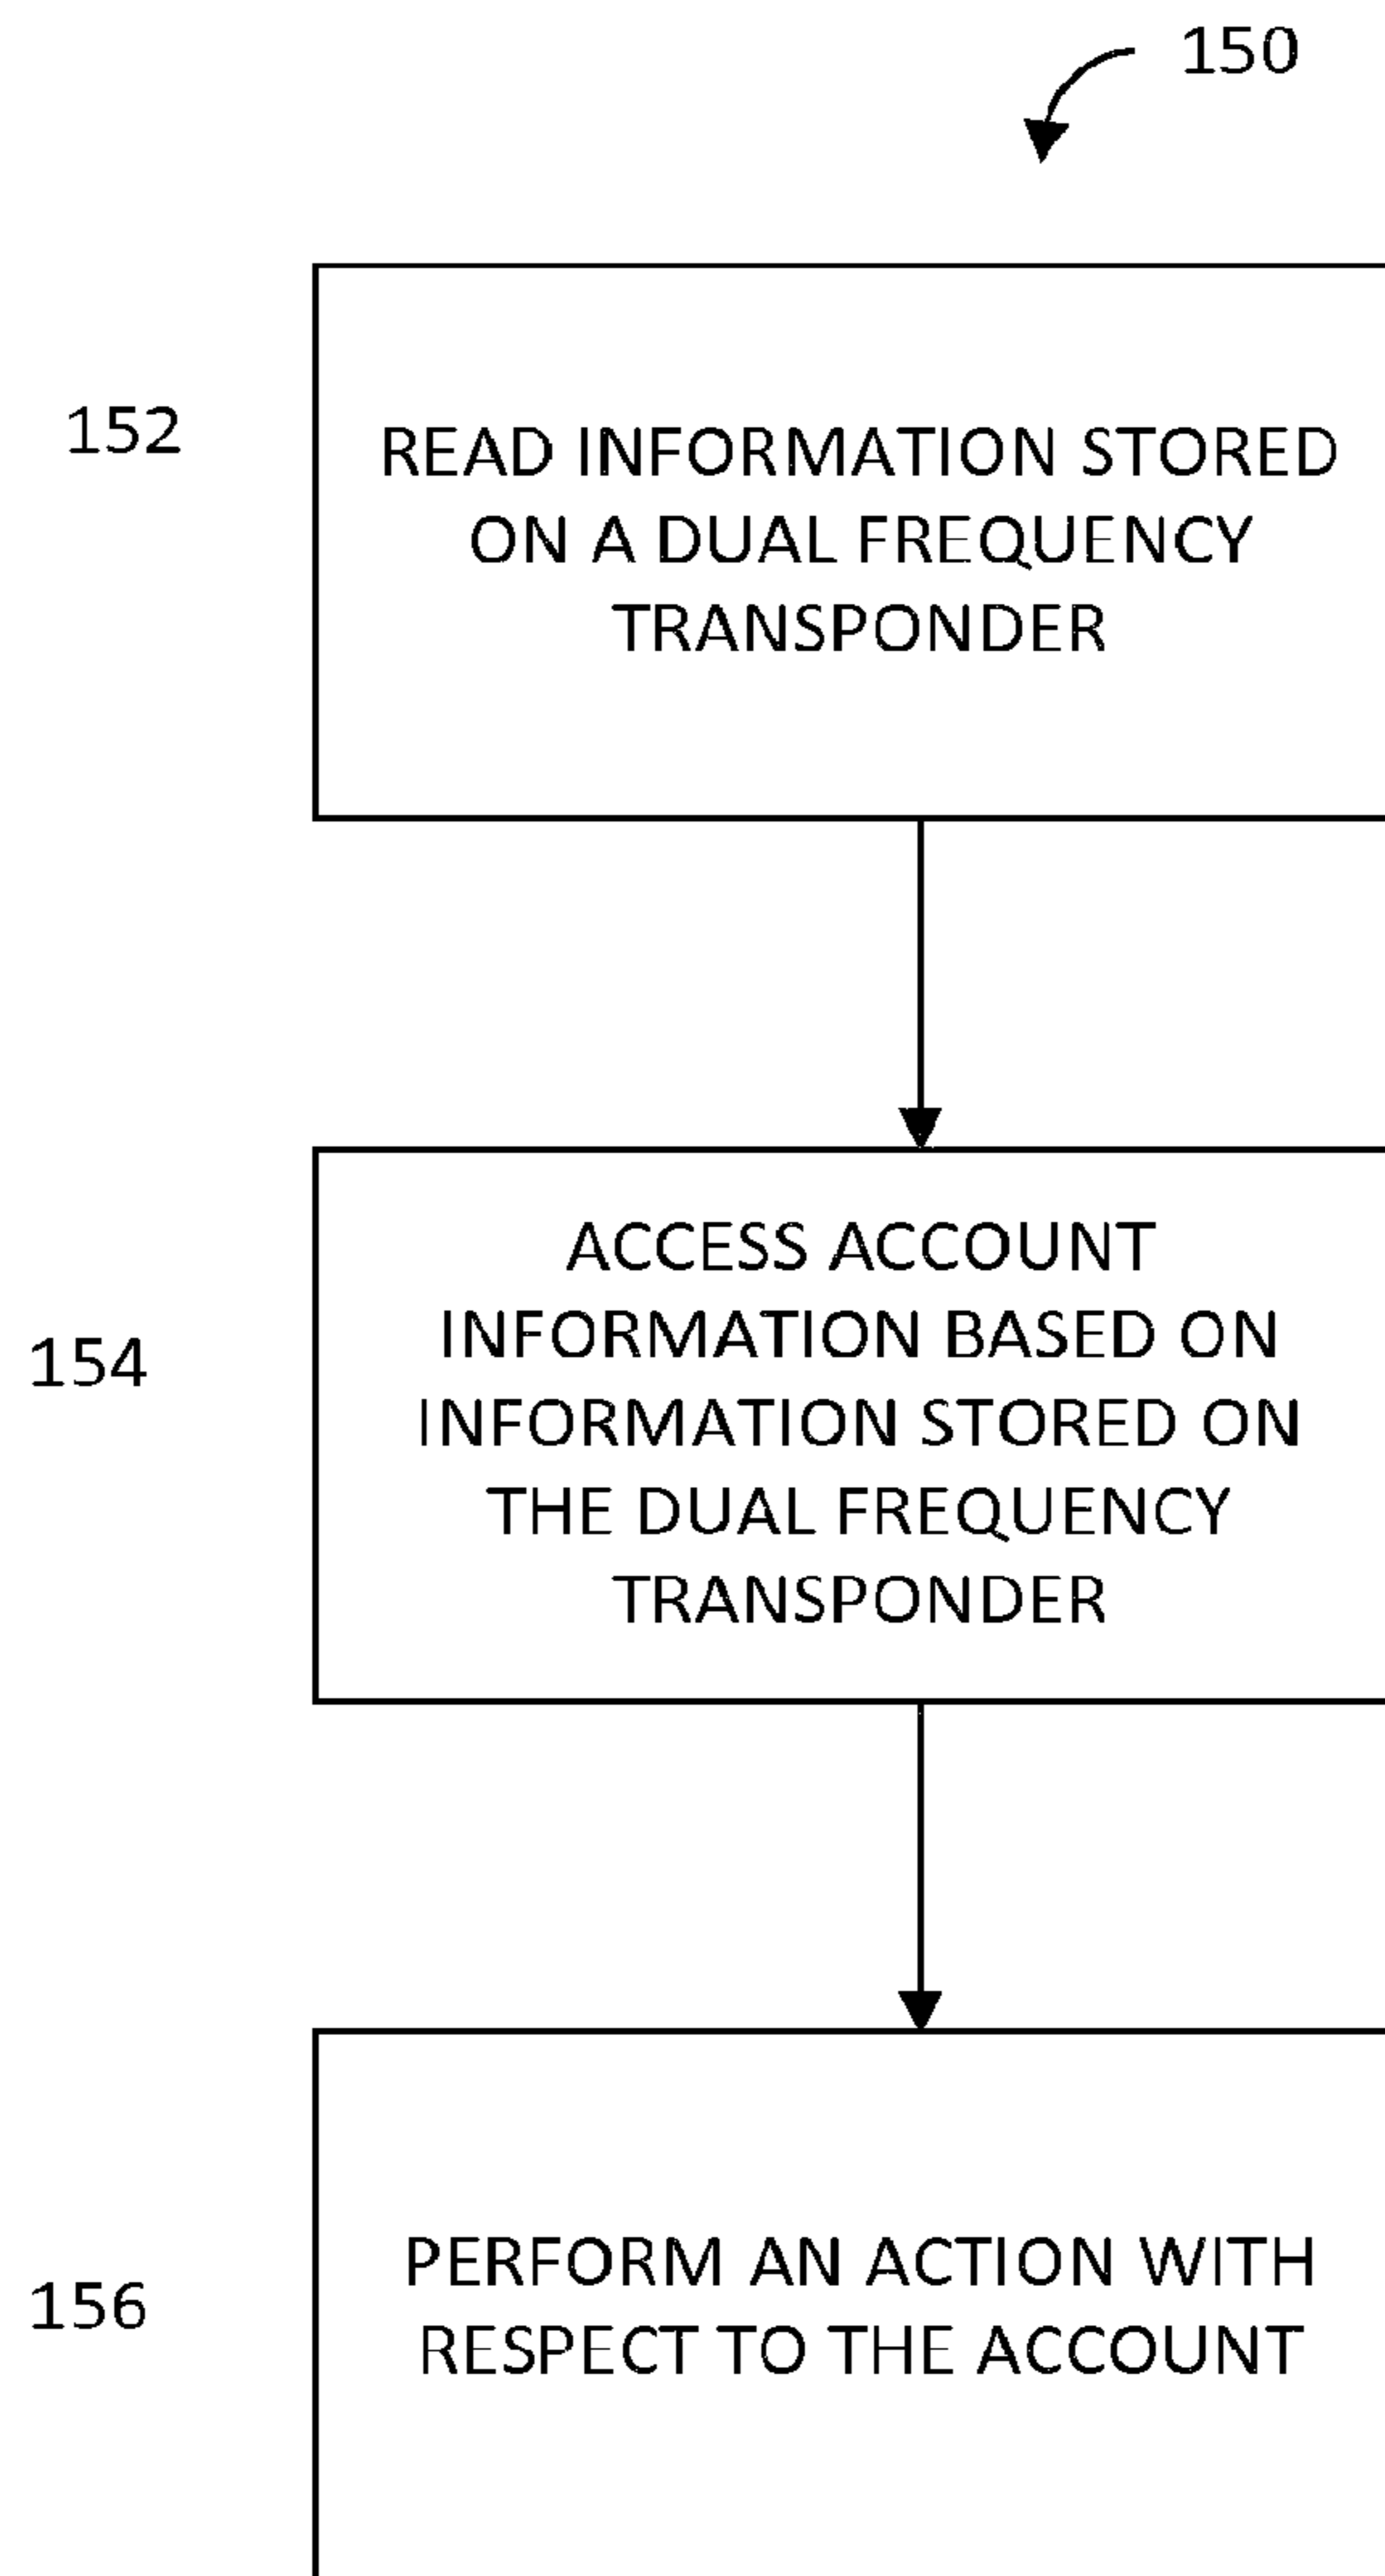 150
152
READ INFORMATION STORED
ON A DUAL FREQUENCY
TRANSPONDER
154
ACCESS ACCOUNT
INFORMATION BASED ON
INFORMATION STORED ON
THE DUAL FREQUENCY
TRANSPONDER
156
PERFORM AN ACTION WITH
RESPECT TO THE ACCOUNT